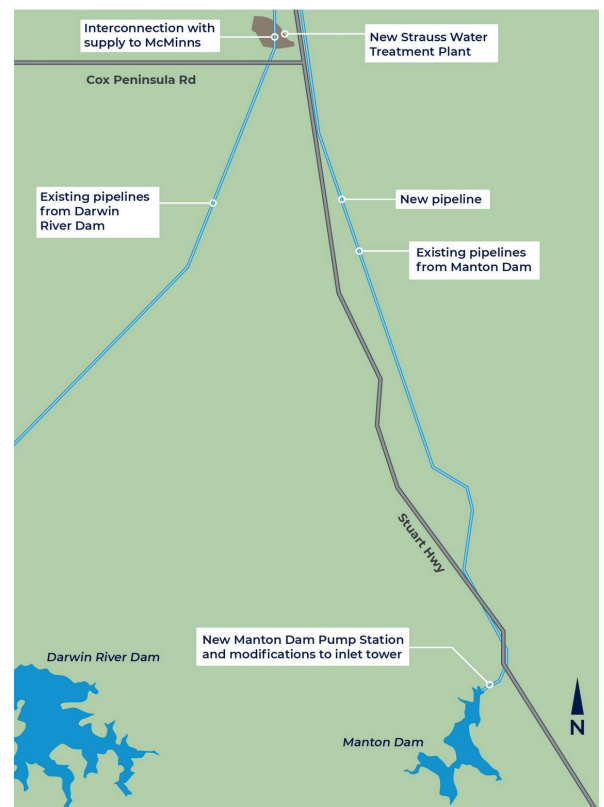 Interconnection with
supply to McMinns
New Strauss Water
Treatment Plant
Cox Peninsula Rd
Existing pipelines
from Darwin
River Dam
New pipeline
Existing pipelines
from Manton Dam
Stuart Hwy
New Manton Dam Pump Station
and modifications to inlet tower
Darwin River Dam
Manton Dam
N